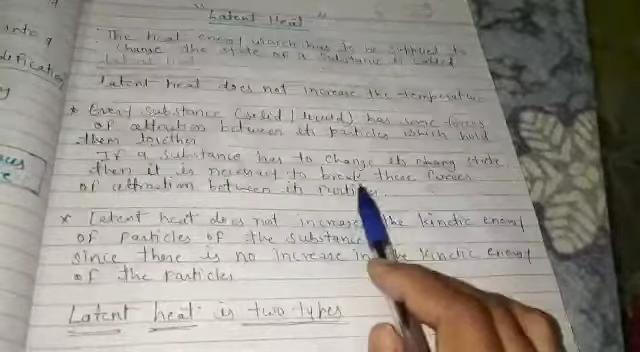 into a
defication
y
" Latent Heat "
The heat energy which has to be supplied to
change the state of a substance is called
latent heat
Latent heat does not increase the temperature
* Every substance (solid / liquid) has some forces
of attraction between its particles which hold
them together
If a substance has to change its
then it is necessary to break these forces
of attraction between its particles
* Latent heat does not increase the kinetic energy
of particles of the substance
since there is no increase in the kinetic energy
of the particles
Latent heat is two types